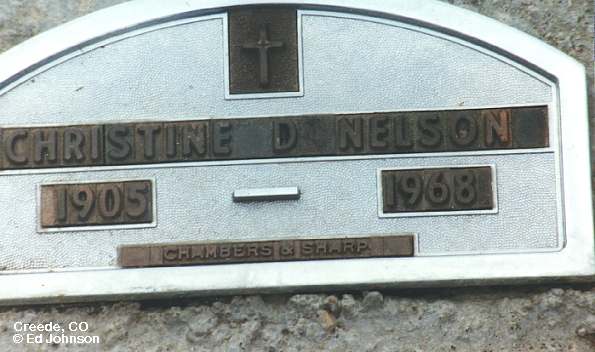 CHRISTINE D NELSON
1905 1968
CHAMBERS & SHARP
Creede, CO
© Ed Johnson